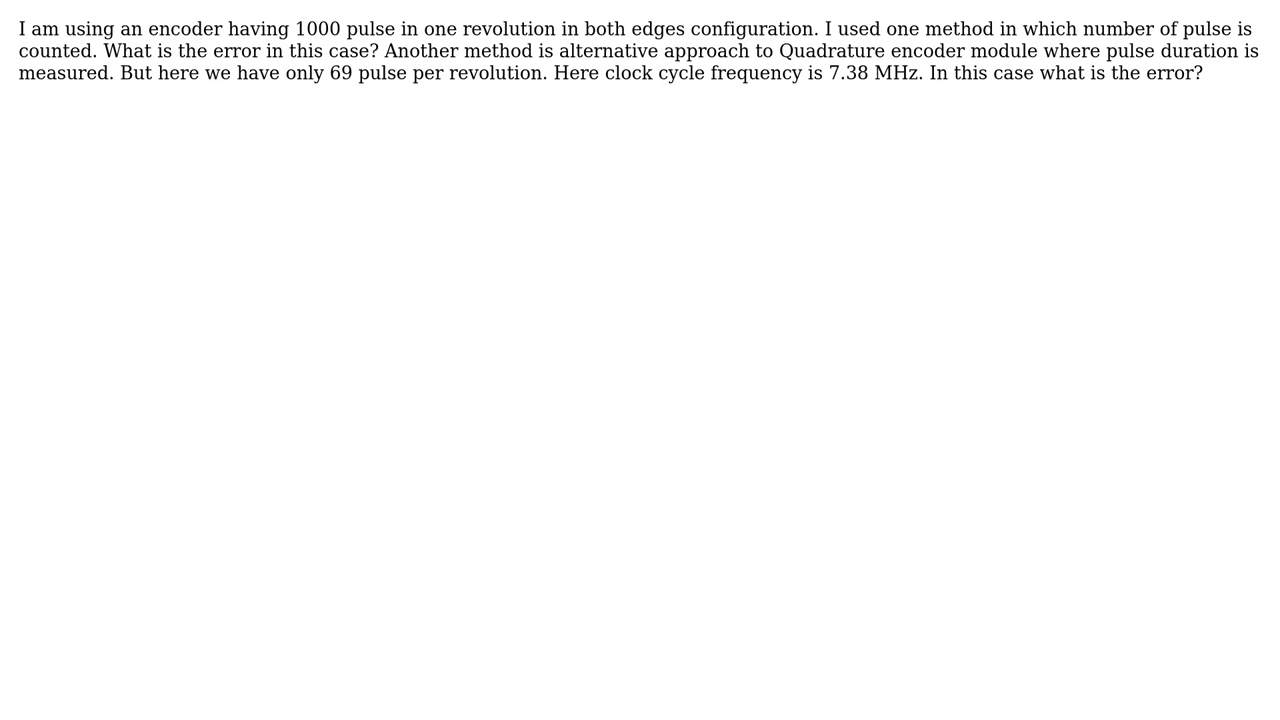 I am using an encoder having 1000 pulse in one revolution in both edges configuration. I used one method in which number of pulse is
counted. What is the error in this case? Another method is alternative approach to Quadrature encoder module where pulse duration is
measured. But here we have only 69 pulse per revolution. Here clock cycle frequency is 7.38 MHz. In this case what is the error?